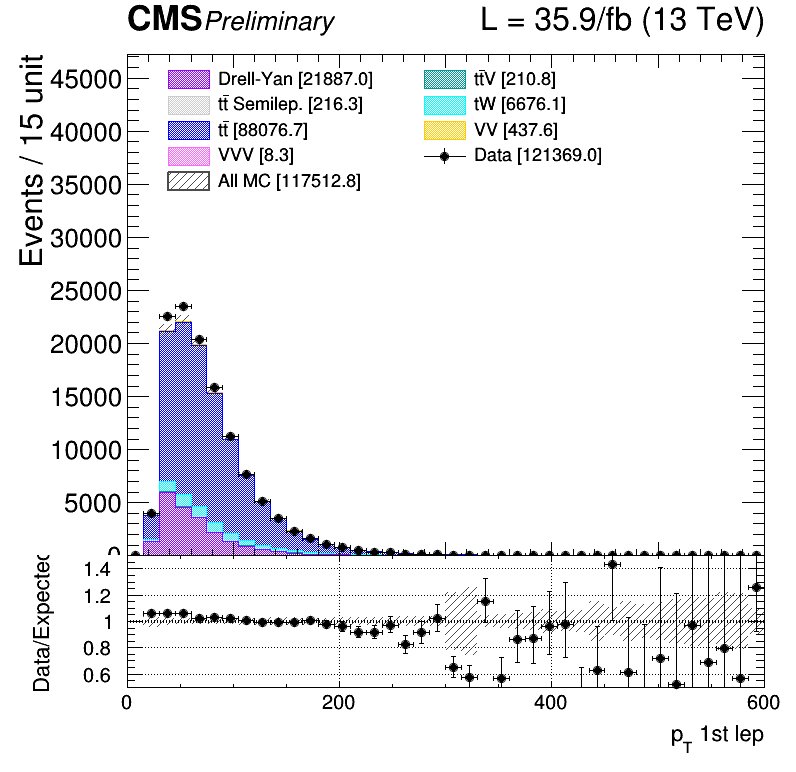 CMS Preliminary L = 35.9/fb (13 TeV)
Events / 15 unit
45000
40000
35000
30000
25000
20000
15000
10000
5000
0
Drell-Yan [21887.0]
tt̄ Semilep. [216.3]
tt̄ [88076.7]
VVV [8.3]
All MC [117512.8]
tt̄V [210.8]
tW [6676.1]
VV [437.6]
Data [121369.0]
Data/Expected
1.4
1.2
1
0.8
0.6
0 200 400 600
p_T 1st lep